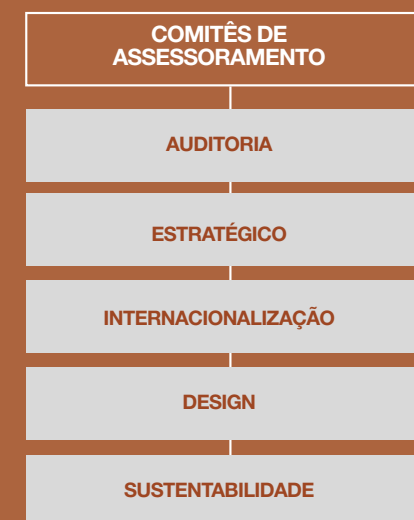 COMITÊS DE
ASSESSORAMENTO
AUDITORIA
ESTRATÉGICO
INTERNACIONALIZAÇÃO
DESIGN
SUSTENTABILIDADE